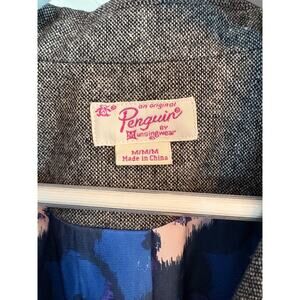 an original
Penguin®
BY
Munsingwear®
M/M/M
Made in China